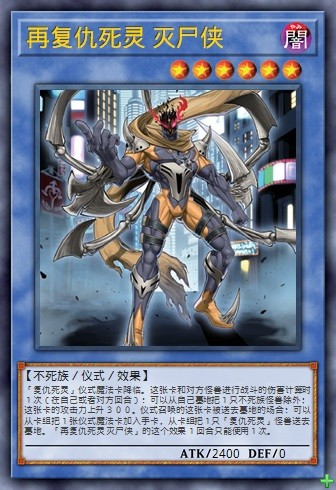 再复仇死灵 灭尸侠
闇
【不死族／仪式／效果】
「复仇死灵」仪式魔法卡降临。这张卡和对方怪兽进行战斗的伤害计算时
1次（在自己或者对方回合）：可以从自己墓地把1只不死族怪兽除外；
这张卡的攻击力上升３００。仪式召唤的这张卡被送去墓地的场合：可以
从卡组把1张仪式魔法卡加入手卡，从卡组把1只「复仇死灵」怪兽送去
墓地。「再复仇死灵灭尸侠」的这个效果1回合只能使用1次。
ATK/2400 DEF/0